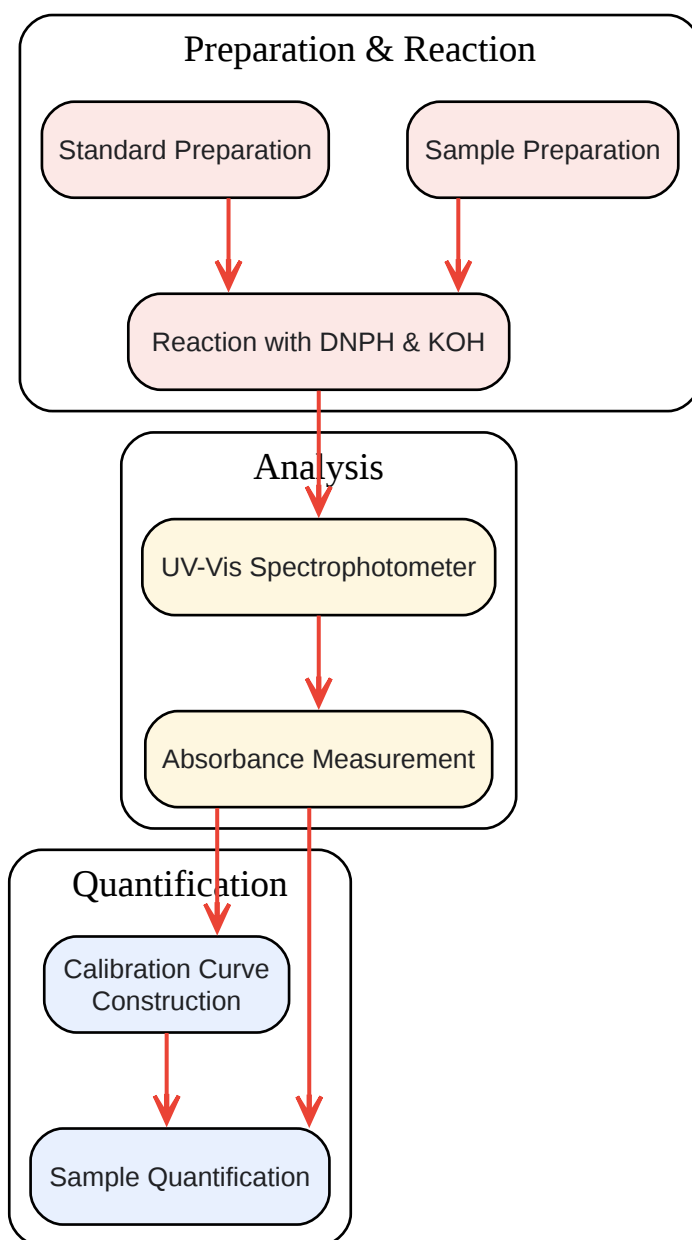 Preparation & Reaction
Standard Preparation
Sample Preparation
Reaction with DNPH & KOH
Analysis
UV-Vis Spectrophotometer
Absorbance Measurement
Quantification
Calibration Curve
Construction
Sample Quantification